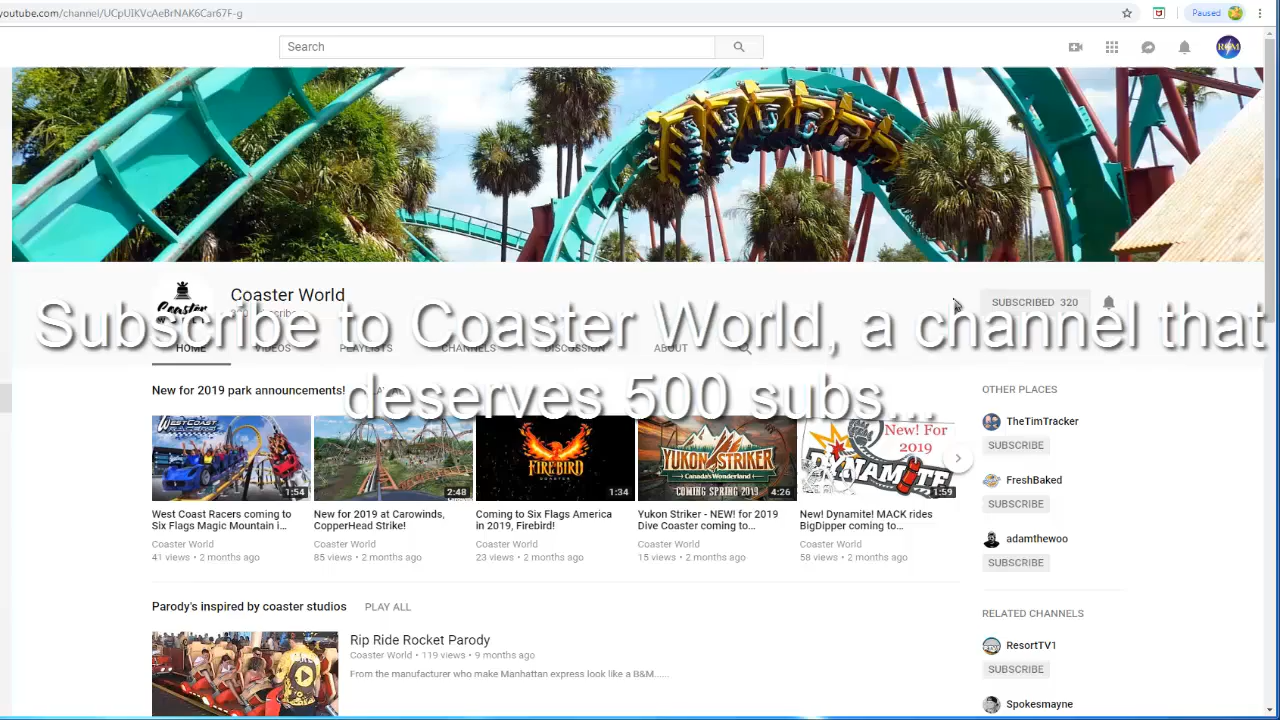 youtube.com/channel/UCpUIKVcAeBrNAK6Car67F-g
Paused
Search
RCM
Coaster World
SUBSCRIBED 320
Subscribe to Coaster World, a channel that
deserves 500 subs...
HOME VIDEOS PLAYLISTS CHANNELS DISCUSSION ABOUT
New for 2019 park announcements!
OTHER PLACES
TheTimTracker
SUBSCRIBE
FreshBaked
SUBSCRIBE
adamthewoo
SUBSCRIBE
WEST COAST RACERS
1:54
2:48
FIREBIRD
COASTER
1:34
YUKON STRIKER
CANADA'S WONDERLAND
COMING SPRING 2019
4:26
New! For
2019
DYNAMITE
1:59
West Coast Racers coming to
Six Flags Magic Mountain i...
Coaster World
41 views • 2 months ago
New for 2019 at Carowinds,
CopperHead Strike!
Coaster World
85 views • 2 months ago
Coming to Six Flags America
in 2019, Firebird!
Coaster World
23 views • 2 months ago
Yukon Striker - NEW! for 2019
Dive Coaster coming to...
Coaster World
15 views • 2 months ago
New! Dynamite! MACK rides
BigDipper coming to...
Coaster World
58 views • 2 months ago
Parody's inspired by coaster studios PLAY ALL
Rip Ride Rocket Parody
Coaster World • 119 views • 9 months ago
From the manufacturer who make Manhattan express look like a B&M......
RELATED CHANNELS
ResortTV1
SUBSCRIBE
Spokesmayne